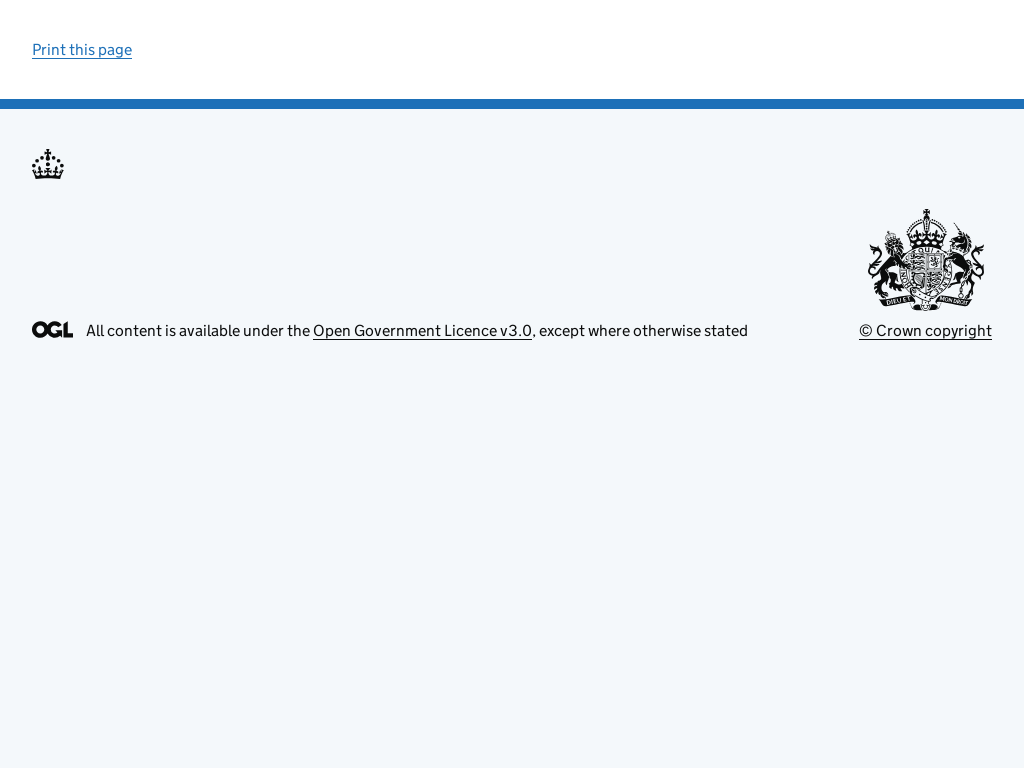 Print this page
OGL All content is available under the Open Government Licence v3.0, except where otherwise stated
DIEU ET MON DROIT
© Crown copyright